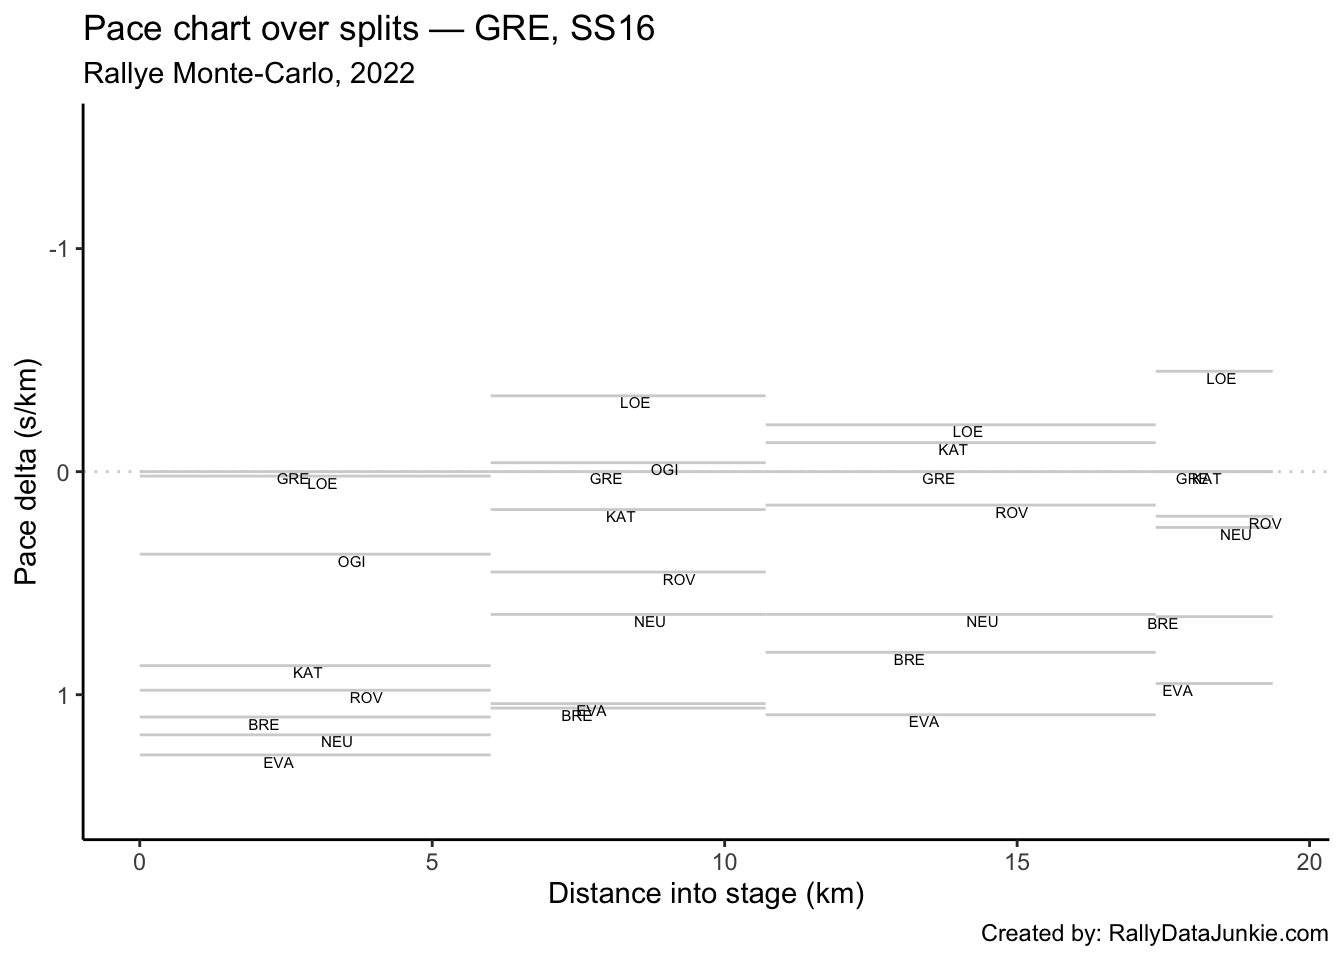 Pace chart over splits — GRE, SS16
Rallye Monte-Carlo, 2022
Pace delta (s/km)
-1
0
1
LOE
LOE
LOE
KAT
OGI
GRE
LOE
GRE
GRE
GRE
KAT
KAT
ROV
ROV
NEU
OGI
ROV
NEU
NEU
BRE
KAT
BRE
ROV
EVA
EVA
BRE
BRE
EVA
NEU
EVA
0
5
10
15
20
Distance into stage (km)
Created by: RallyDataJunkie.com